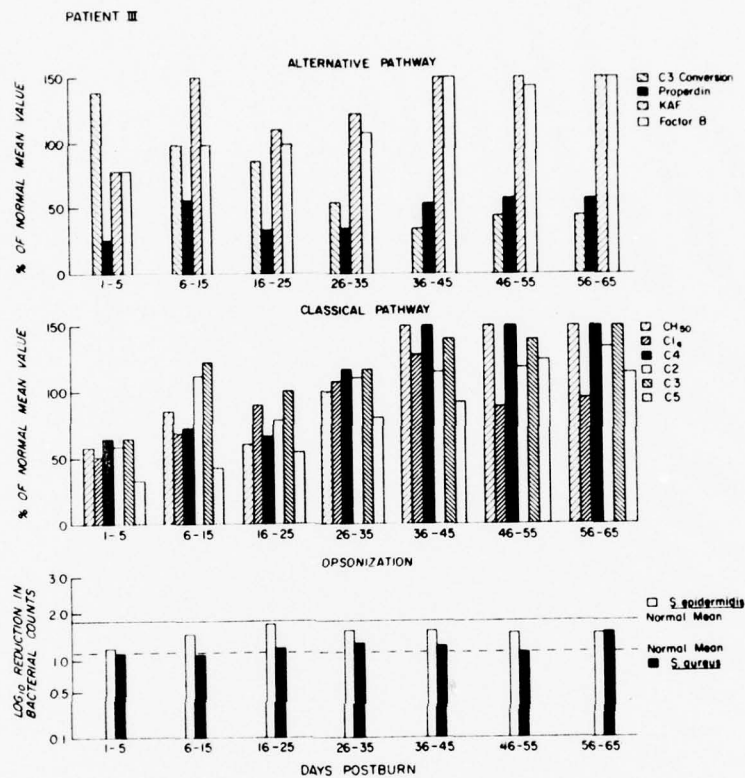 PATIENT III
ALTERNATIVE PATHWAY
% OF NORMAL MEAN VALUE
150
100
50
0
C3 Conversion
Properdin
KAF
Factor B
1-5
6-15
16-25
26-35
36-45
46-55
56-65
CLASSICAL PATHWAY
% OF NORMAL MEAN VALUE
150
100
50
0
CH50
C1q
C4
C2
C3
C5
1-5
6-15
16-25
26-35
36-45
46-55
56-65
OPSONIZATION
LOG10 REDUCTION IN
BACTERIAL COUNTS
3.0
2.0
1.0
0.5
0.1
S epidermidis
Normal Mean
Normal Mean
S. aureus
1-5
6-15
16-25
26-35
36-45
46-55
56-65
DAYS POSTBURN